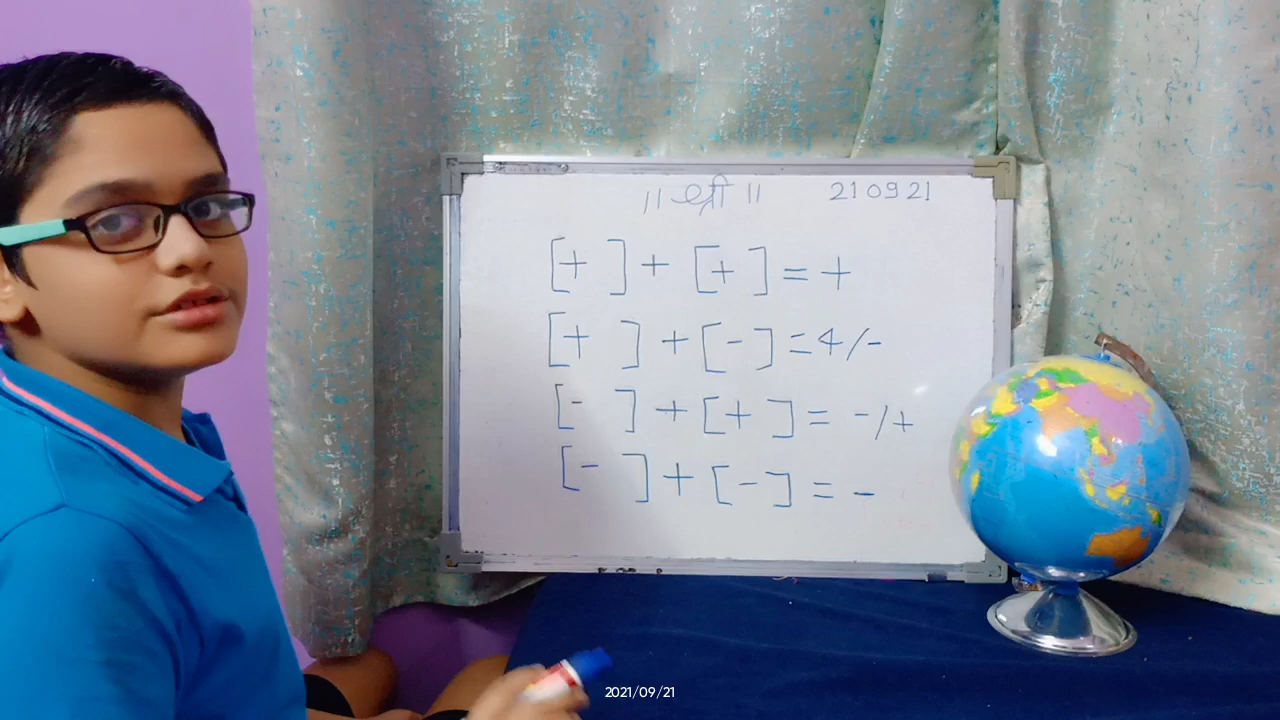 ॥ श्री ॥ 210921
[+ ] + [+ ] = +
[+ ] + [- ] = +/-
[- ] + [+ ] = -/+
[- ] + [- ] = -
2021/09/21